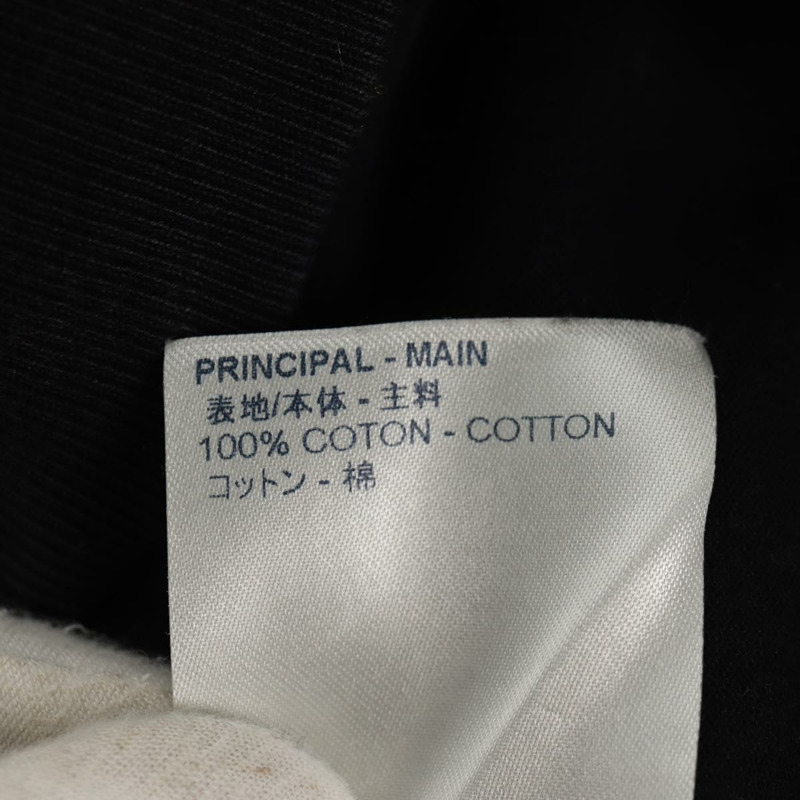 PRINCIPAL - MAIN
表地/本体 - 主料
100% COTON - COTTON
コットン - 棉